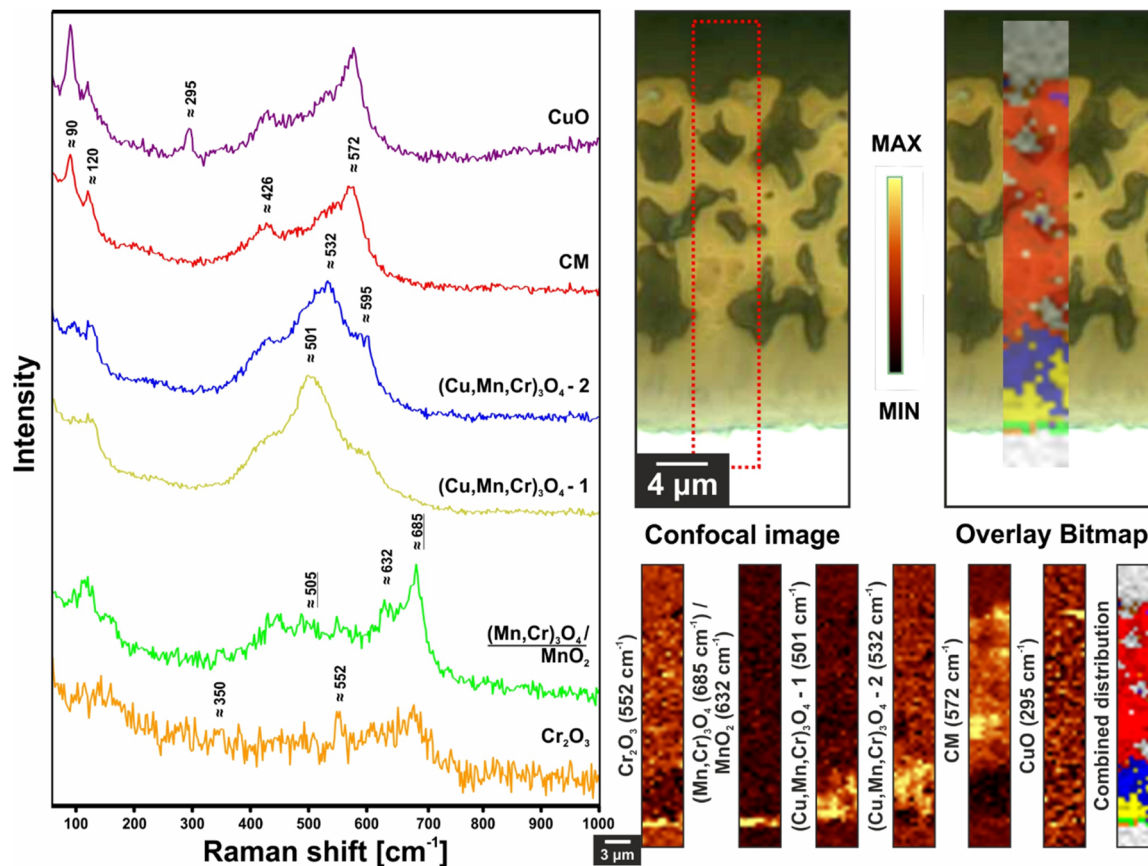 Intensity
≈ 90
≈ 120
≈ 295
CuO
≈ 426
≈ 572
CM
≈ 532
≈ 595
(Cu,Mn,Cr)₃O₄ - 2
≈ 501
(Cu,Mn,Cr)₃O₄ - 1
≈ 505
≈ 632
≈ 685
(Mn,Cr)₃O₄/
MnO₂
≈ 350
≈ 552
Cr₂O₃
100 200 300 400 500 600 700 800 900 1000
Raman shift [cm⁻¹]
4 µm
Confocal image
MAX
MIN
Overlay Bitmap
3 µm
Cr₂O₃ (552 cm⁻¹)
(Mn,Cr)₃O₄ (685 cm⁻¹) /
MnO₂ (632 cm⁻¹)
(Cu,Mn,Cr)₃O₄ - 1 (501 cm⁻¹)
(Cu,Mn,Cr)₃O₄ - 2 (532 cm⁻¹)
CM (572 cm⁻¹)
CuO (295 cm⁻¹)
Combined distribution